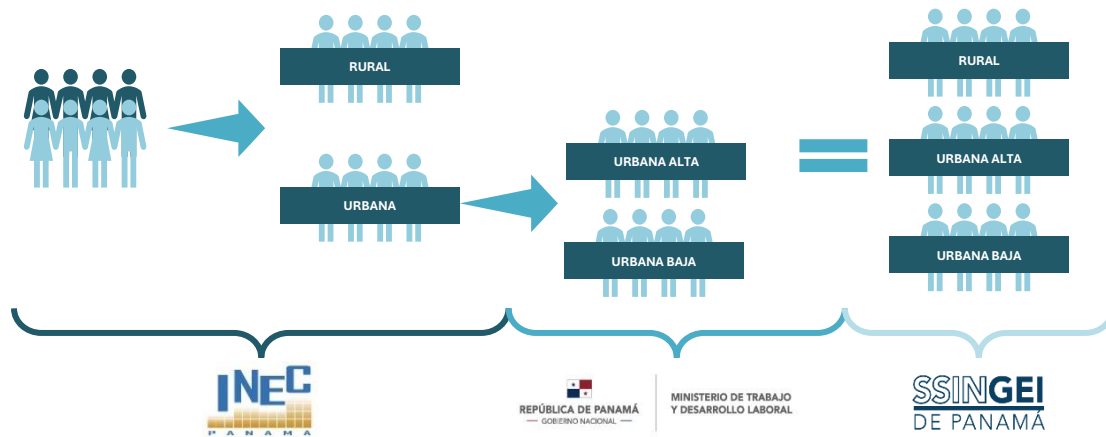 RURAL
URBANA
URBANA ALTA
URBANA BAJA
RURAL
URBANA ALTA
URBANA BAJA
INEC
PANAMA
REPÚBLICA DE PANAMÁ
— GOBIERNO NACIONAL —
MINISTERIO DE TRABAJO
Y DESARROLLO LABORAL
SSINGEI
DE PANAMÁ